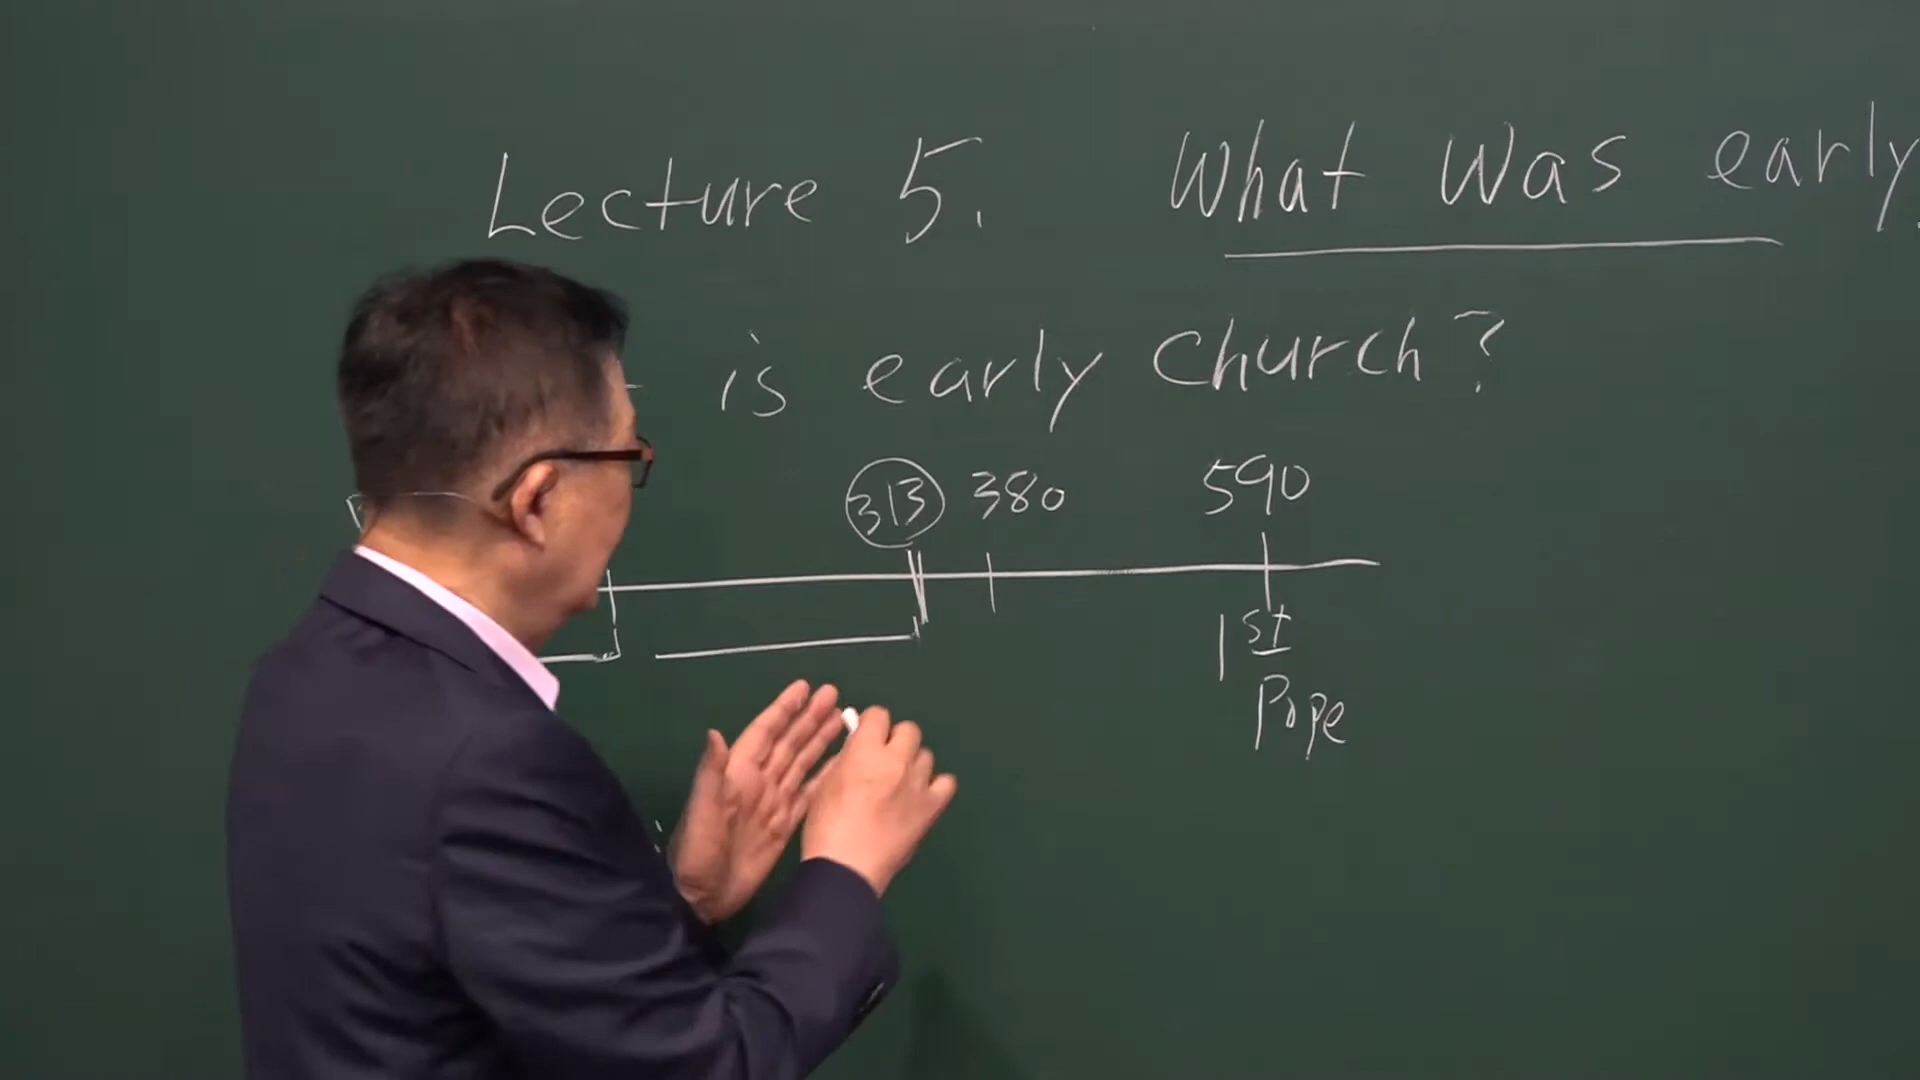 Lecture 5. What Was early
is early Church?
313 380 590
1st
Pope